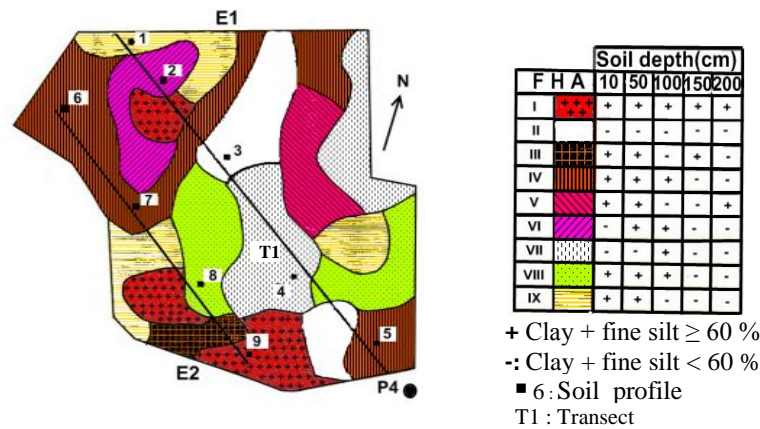 E1
1
2
6
N
3
7
T1
8
4
9
5
E2
P4
Soil depth(cm)
F H A 10 50 100 150 200
I + + + + +
II - - - - -
III + + - + -
IV + + + - -
V + + - - +
VI - + + - -
VII - - + - -
VIII + + + - -
IX + + - - -
+ Clay + fine silt ≥ 60 %
-: Clay + fine silt < 60 %
■ 6 : Soil profile
T1 : Transect